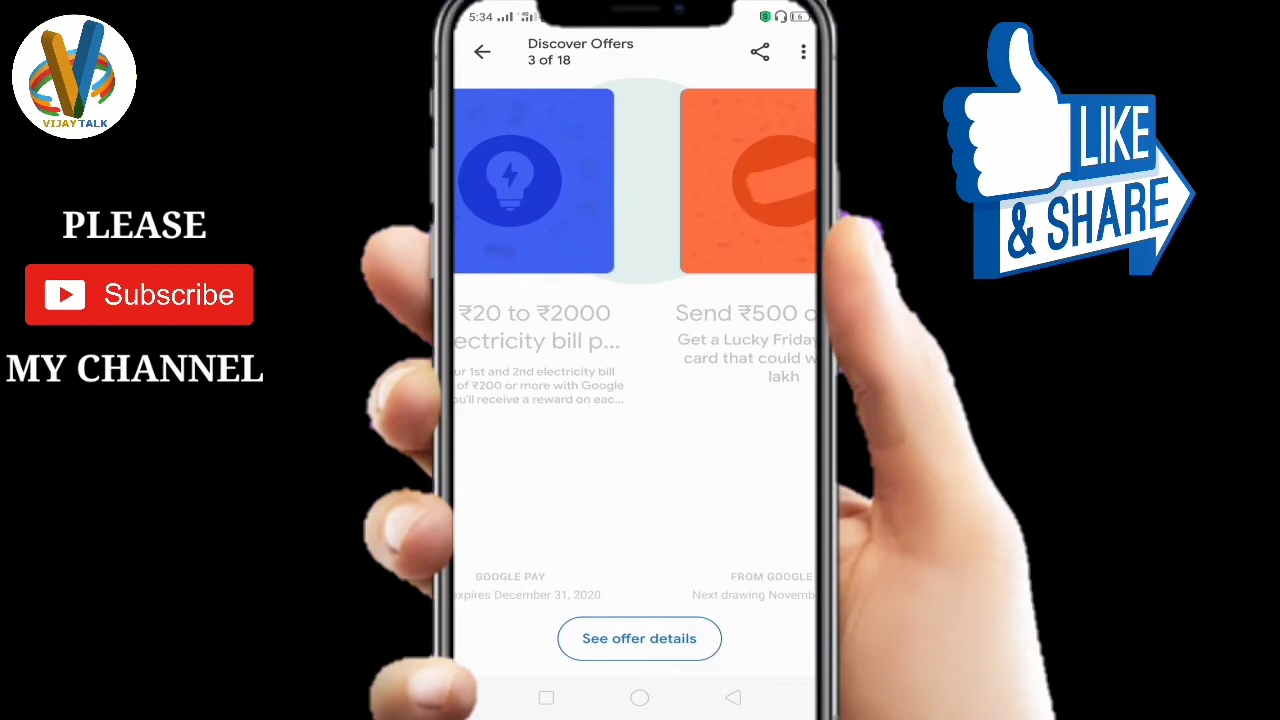 VIJAY TALK
PLEASE
Subscribe
MY CHANNEL
5:34
6
Discover Offers
3 of 18
₹20 to ₹2000
ectricity bill p...
ur 1st and 2nd electricity bill
of ₹200 or more with Google
ou'll receive a reward on eac...
GOOGLE PAY
expires December 31, 2020
Send ₹500 o
Get a Lucky Friday
card that could w
lakh
FROM GOOGLE
Next drawing Novemb
See offer details
LIKE
& SHARE